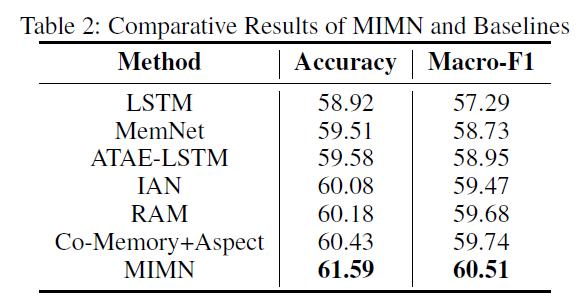 Table 2: Comparative Results of MIMN and Baselines
Method Accuracy Macro-F1
LSTM 58.92 57.29
MemNet 59.51 58.73
ATAE-LSTM 59.58 58.95
IAN 60.08 59.47
RAM 60.18 59.68
Co-Memory+Aspect 60.43 59.74
MIMN 61.59 60.51